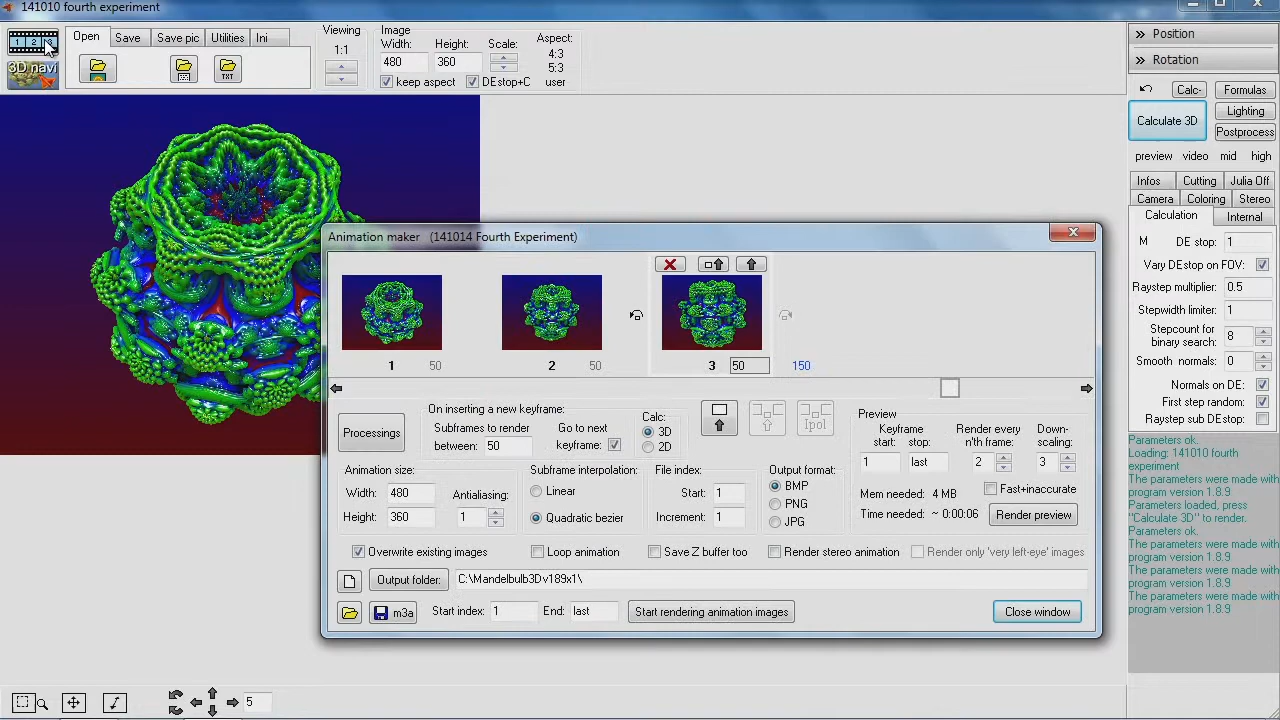 141010 fourth experiment
1 2 3
3D navi
Open Save Save pic Utilities Ini
TXT
Viewing
1:1
Image
Width: Height: Scale:
480 360
keep aspect DEstop+C
Aspect:
4:3
5:3
user
Position
Rotation
Calc- Formulas
Calculate 3D Lighting
Postprocess
preview video mid high
Infos Cutting Julia Off
Camera Coloring Stereo
Calculation Internal
M DE stop: 1
Vary DEstop on FOV:
Raystep multiplier: 0.5
Stepwidth limiter: 1
Stepcount for
binary search: 8
Smooth normals: 0
Normals on DE:
First step random:
Raystep sub DEstop:
Parameters ok.
Loading: 141010 fourth
experiment
The parameters were made with
program version 1.8.9
Parameters loaded, press
"Calculate 3D" to render.
Parameters ok.
The parameters were made with
program version 1.8.9
The parameters were made with
program version 1.8.9
The parameters were made with
program version 1.8.9
Animation maker (141014 Fourth Experiment)
1 50 2 50 3 50 150
Processings
On inserting a new keyframe:
Subframes to render Go to next
between: 50 keyframe:
Calc:
3D
2D
Ipol
Preview
Keyframe Render every Down-
start: stop: n'th frame: scaling:
1 last 2 3
Mem needed: 4 MB Fast+inaccurate
Time needed: ~ 0:00:06 Render preview
Animation size:
Width: 480 Antialiasing:
Height: 360 1
Subframe interpolation:
Linear
Quadratic bezier
File index:
Start: 1
Increment: 1
Output format:
BMP
PNG
JPG
Overwrite existing images Loop animation Save Z buffer too Render stereo animation Render only 'very left-eye' images
Output folder: C:\Mandelbulb3Dv189x1\
m3a Start index: 1 End: last Start rendering animation images Close window
5